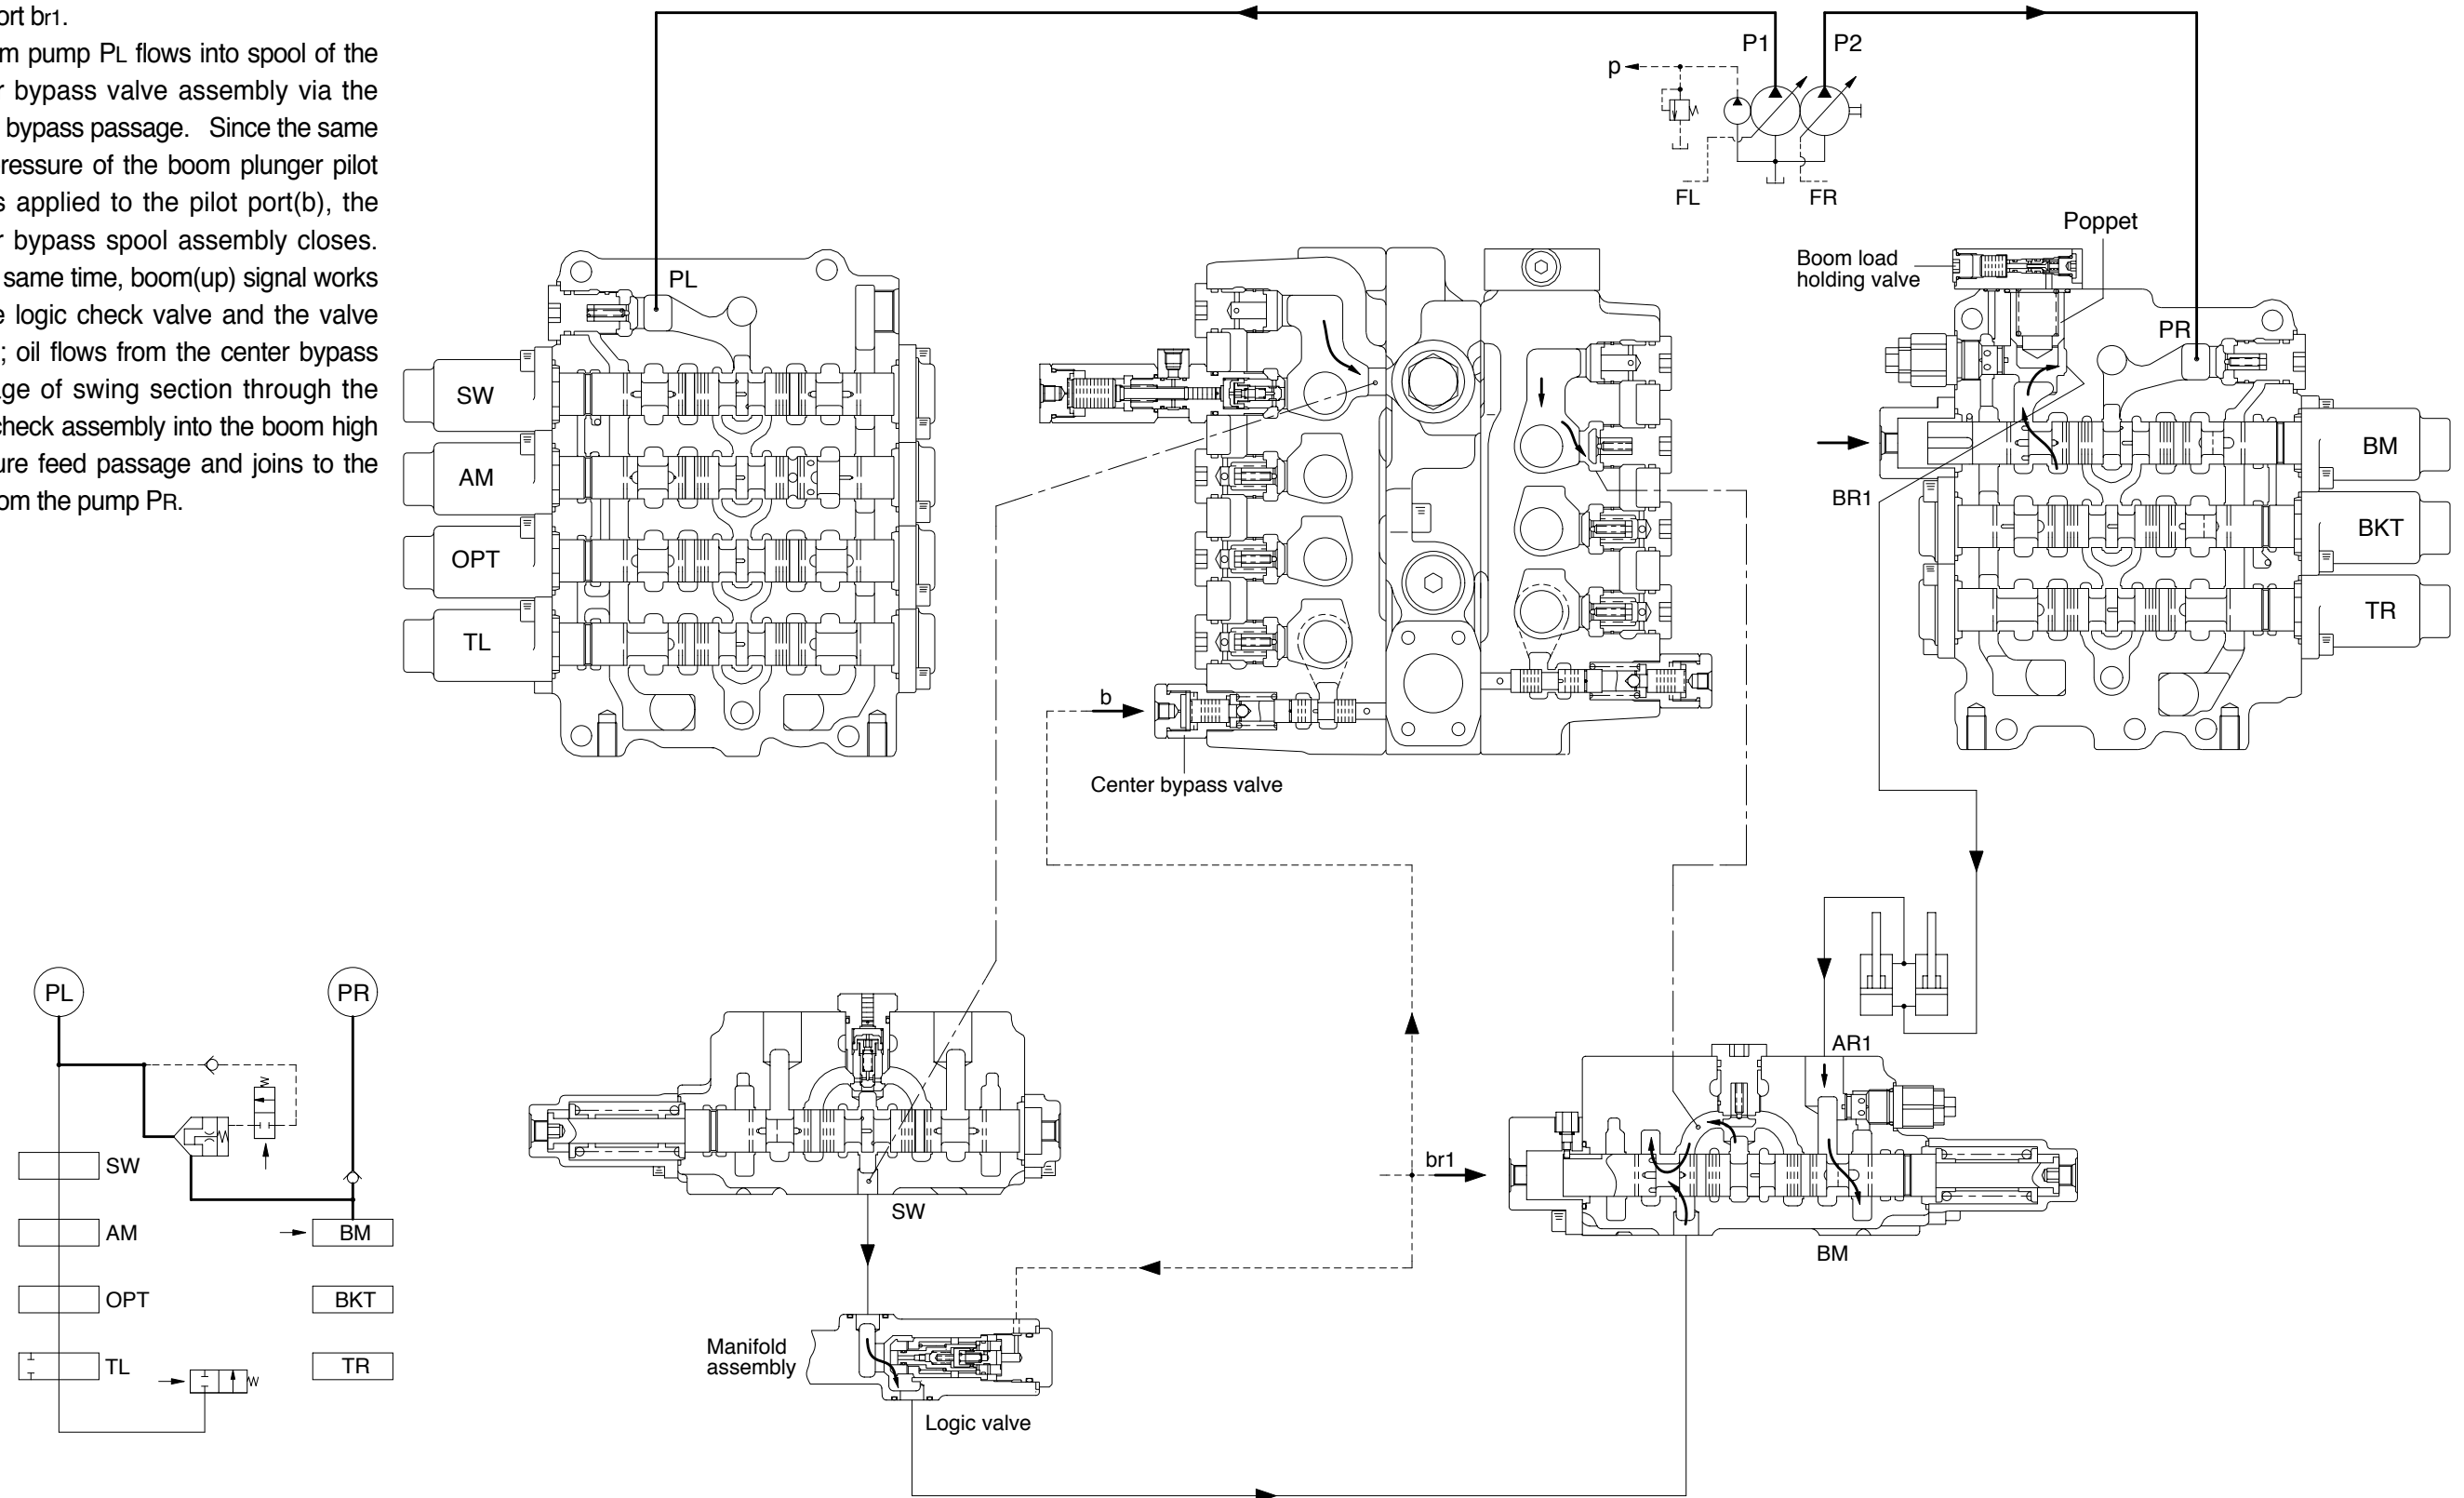 ort br1.
m pump PL flows into spool of the
r bypass valve assembly via the
bypass passage. Since the same
ressure of the boom plunger pilot
s applied to the pilot port(b), the
r bypass spool assembly closes.
same time, boom(up) signal works
e logic check valve and the valve
; oil flows from the center bypass
ge of swing section through the
check assembly into the boom high
ure feed passage and joins to the
om the pump PR.
P1
P2
p
FL
FR
PL
SW
AM
OPT
TL
b
Center bypass valve
Poppet
Boom load
holding valve
PR
BM
BR1
BKT
TR
PL
PR
SW
AM
BM
OPT
BKT
TL
TR
SW
Manifold
assembly
Logic valve
br1
AR1
BM